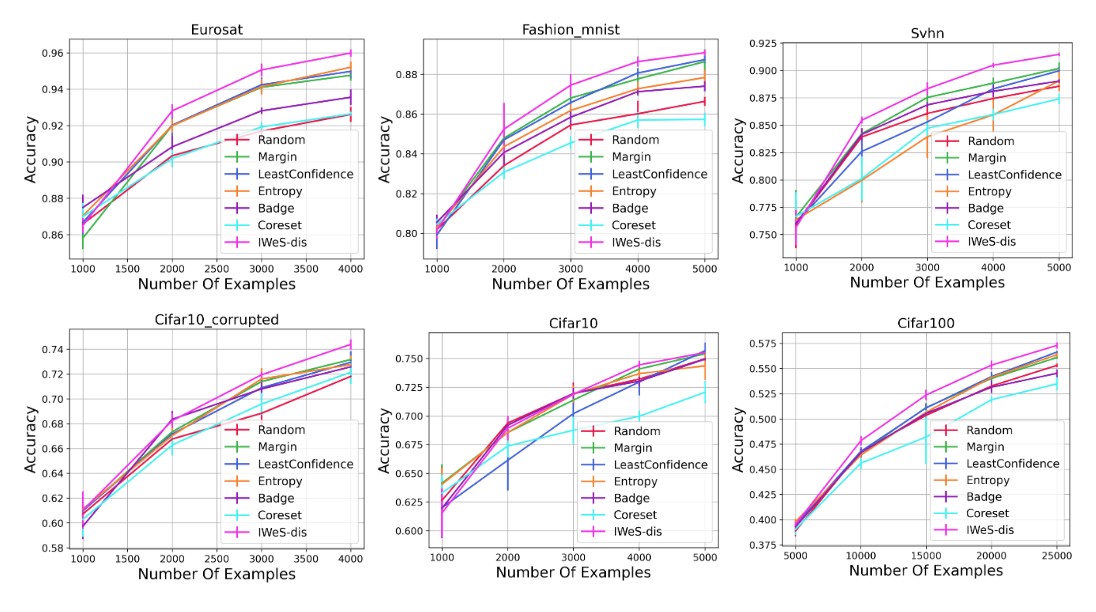 Eurosat
0.96
0.94
0.92
0.90
0.88
0.86
Accuracy
Random
Margin
LeastConfidence
Entropy
Badge
Coreset
IWeS-dis
1000 1500 2000 2500 3000 3500 4000
Number Of Examples
Fashion_mnist
0.88
0.86
0.84
0.82
0.80
Accuracy
Random
Margin
LeastConfidence
Entropy
Badge
Coreset
IWeS-dis
1000 2000 3000 4000 5000
Number Of Examples
Svhn
0.925
0.900
0.875
0.850
0.825
0.800
0.775
0.750
Accuracy
Random
Margin
LeastConfidence
Entropy
Badge
Coreset
IWeS-dis
1000 2000 3000 4000 5000
Number Of Examples
Cifar10_corrupted
0.74
0.72
0.70
0.68
0.66
0.64
0.62
0.60
0.58
Accuracy
Random
Margin
LeastConfidence
Entropy
Badge
Coreset
IWeS-dis
1000 1500 2000 2500 3000 3500 4000
Number Of Examples
Cifar10
0.750
0.725
0.700
0.675
0.650
0.625
0.600
Accuracy
Random
Margin
LeastConfidence
Entropy
Badge
Coreset
IWeS-dis
1000 2000 3000 4000 5000
Number Of Examples
Cifar100
0.575
0.550
0.525
0.500
0.475
0.450
0.425
0.400
0.375
Accuracy
Random
Margin
LeastConfidence
Entropy
Badge
Coreset
IWeS-dis
5000 10000 15000 20000 25000
Number Of Examples